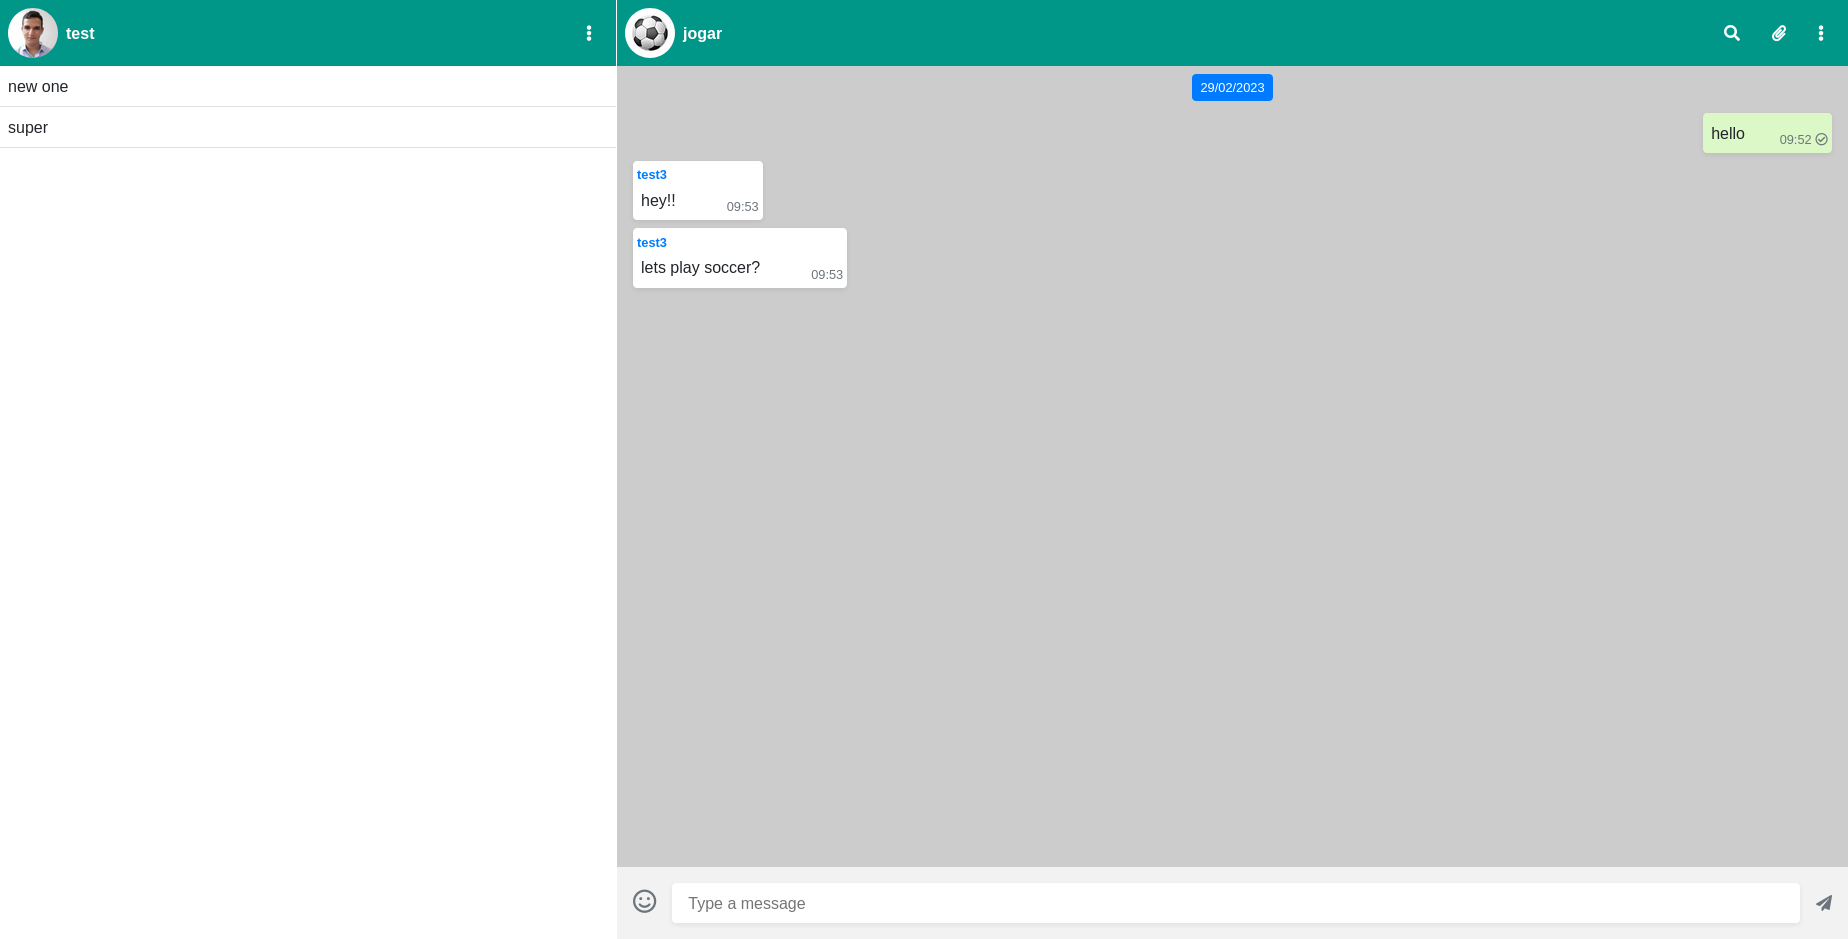 test
new one
super
jogar
29/02/2023
hello
09:52
test3
hey!!
09:53
test3
lets play soccer?
09:53
Type a message